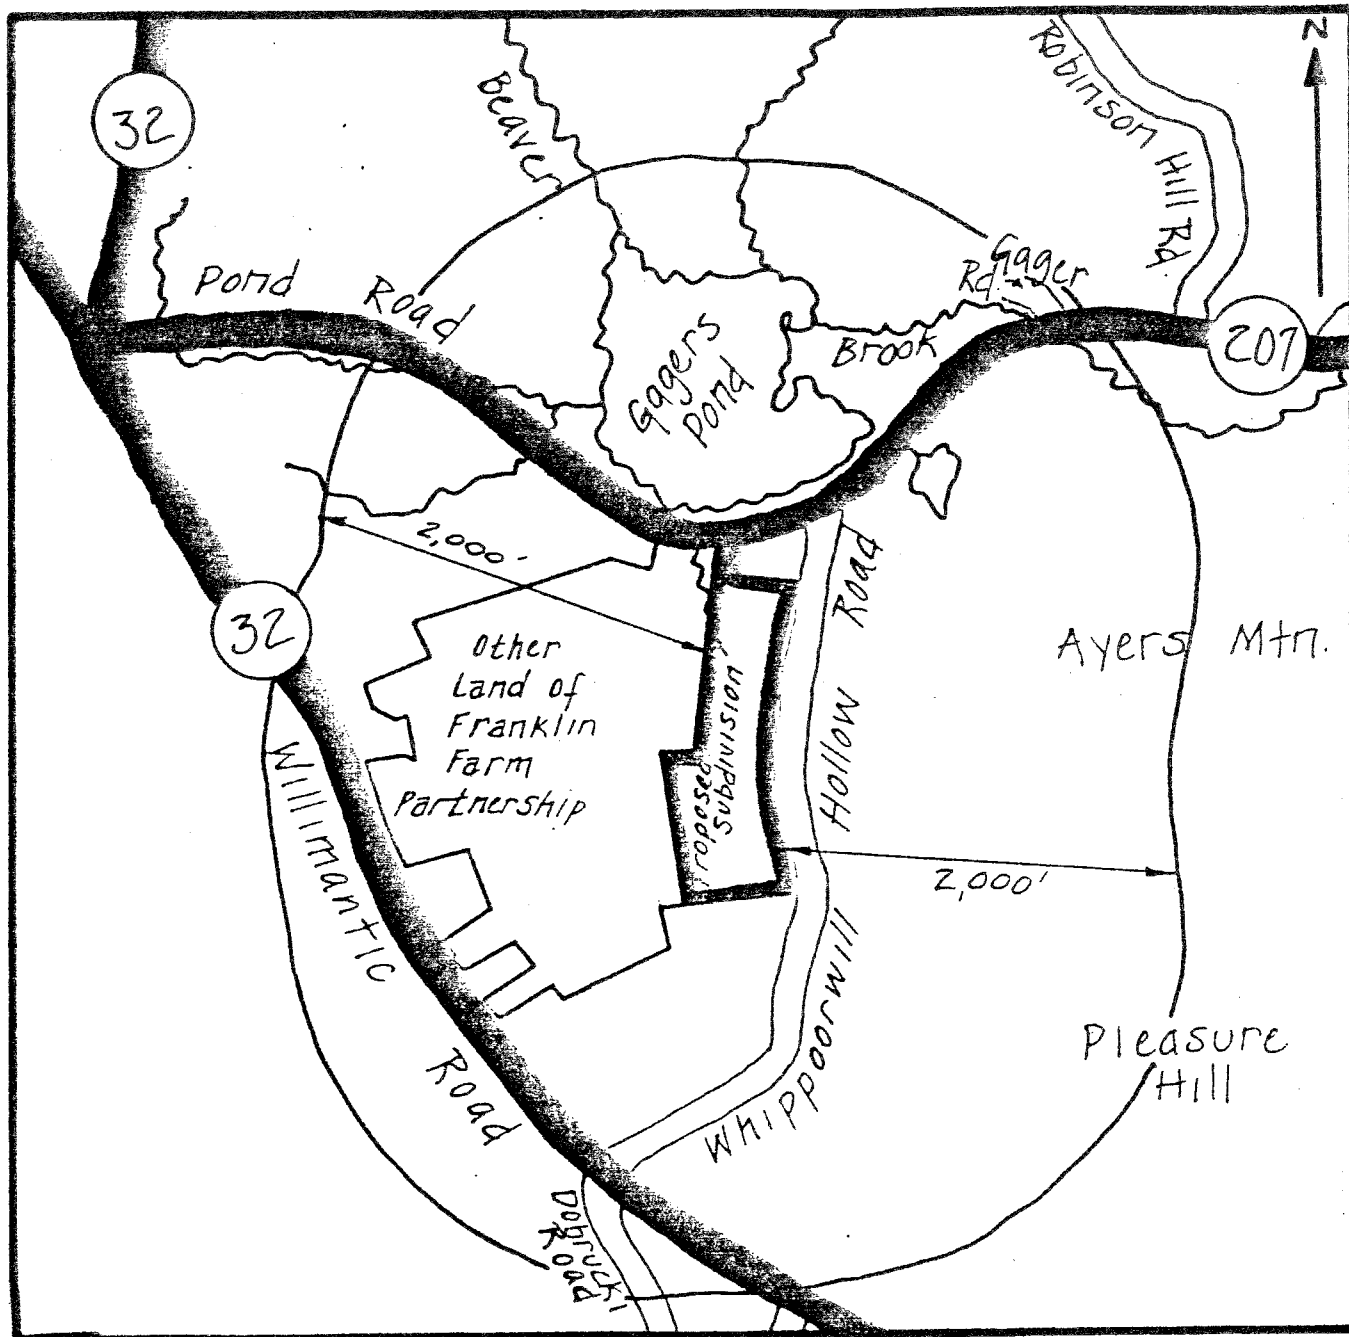 N
32
Beaver
Robinson Hill Rd.
Pond Road
Gager
Rd.
Brook
207
Gagers
Pond
2,000'
32
Other
Land of
Franklin
Farm
Partnership
roposed
Subdivision
Whippoorwill Hollow Road
Ayers Mtn.
2,000'
Willimantic Road
Pleasure
Hill
Dobrucki
Road